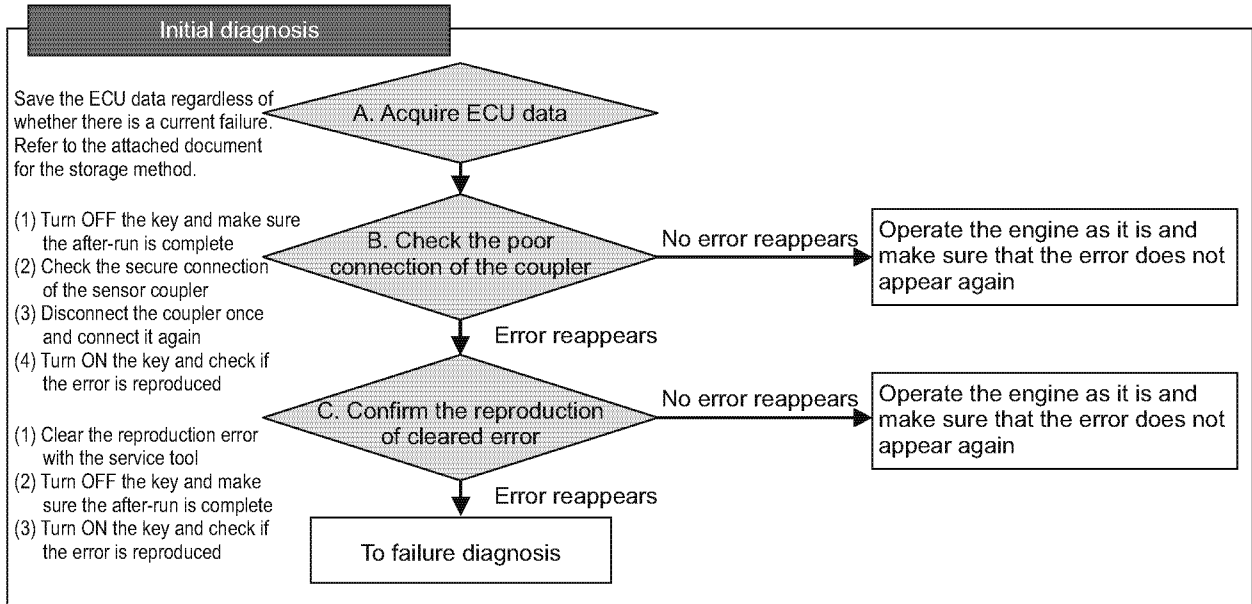 Initial diagnosis
Save the ECU data regardless of
whether there is a current failure.
Refer to the attached document
for the storage method.
A. Acquire ECU data
(1) Turn OFF the key and make sure
the after-run is complete
(2) Check the secure connection
of the sensor coupler
(3) Disconnect the coupler once
and connect it again
(4) Turn ON the key and check if
the error is reproduced
B. Check the poor
connection of the coupler
No error reappears
Operate the engine as it is and
make sure that the error does not
appear again
Error reappears
(1) Clear the reproduction error
with the service tool
(2) Turn OFF the key and make
sure the after-run is complete
(3) Turn ON the key and check if
the error is reproduced
C. Confirm the reproduction
of cleared error
No error reappears
Operate the engine as it is and
make sure that the error does not
appear again
Error reappears
To failure diagnosis